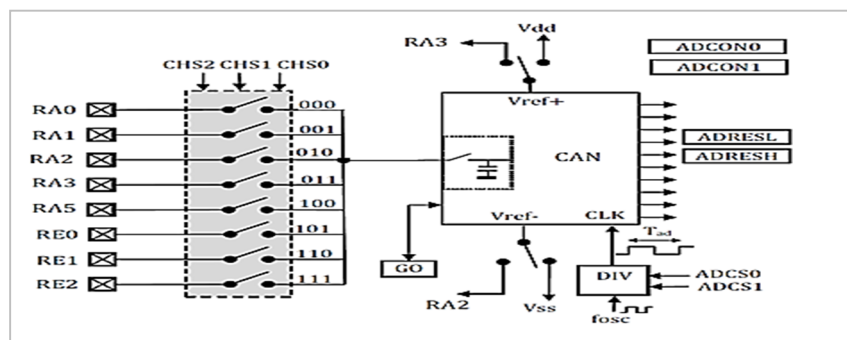 CHS2 CHS1 CHS0
RA0 000
RA1 001
RA2 010
RA3 011
RA5 100
RE0 101
RE1 110
RE2 111
RA3
Vdd
Vref+
CAN
Vref-
CLK
GO
RA2
Vss
Tad
DIV
ADCS0
ADCS1
fosc
ADCON0
ADCON1
ADRESL
ADRESH